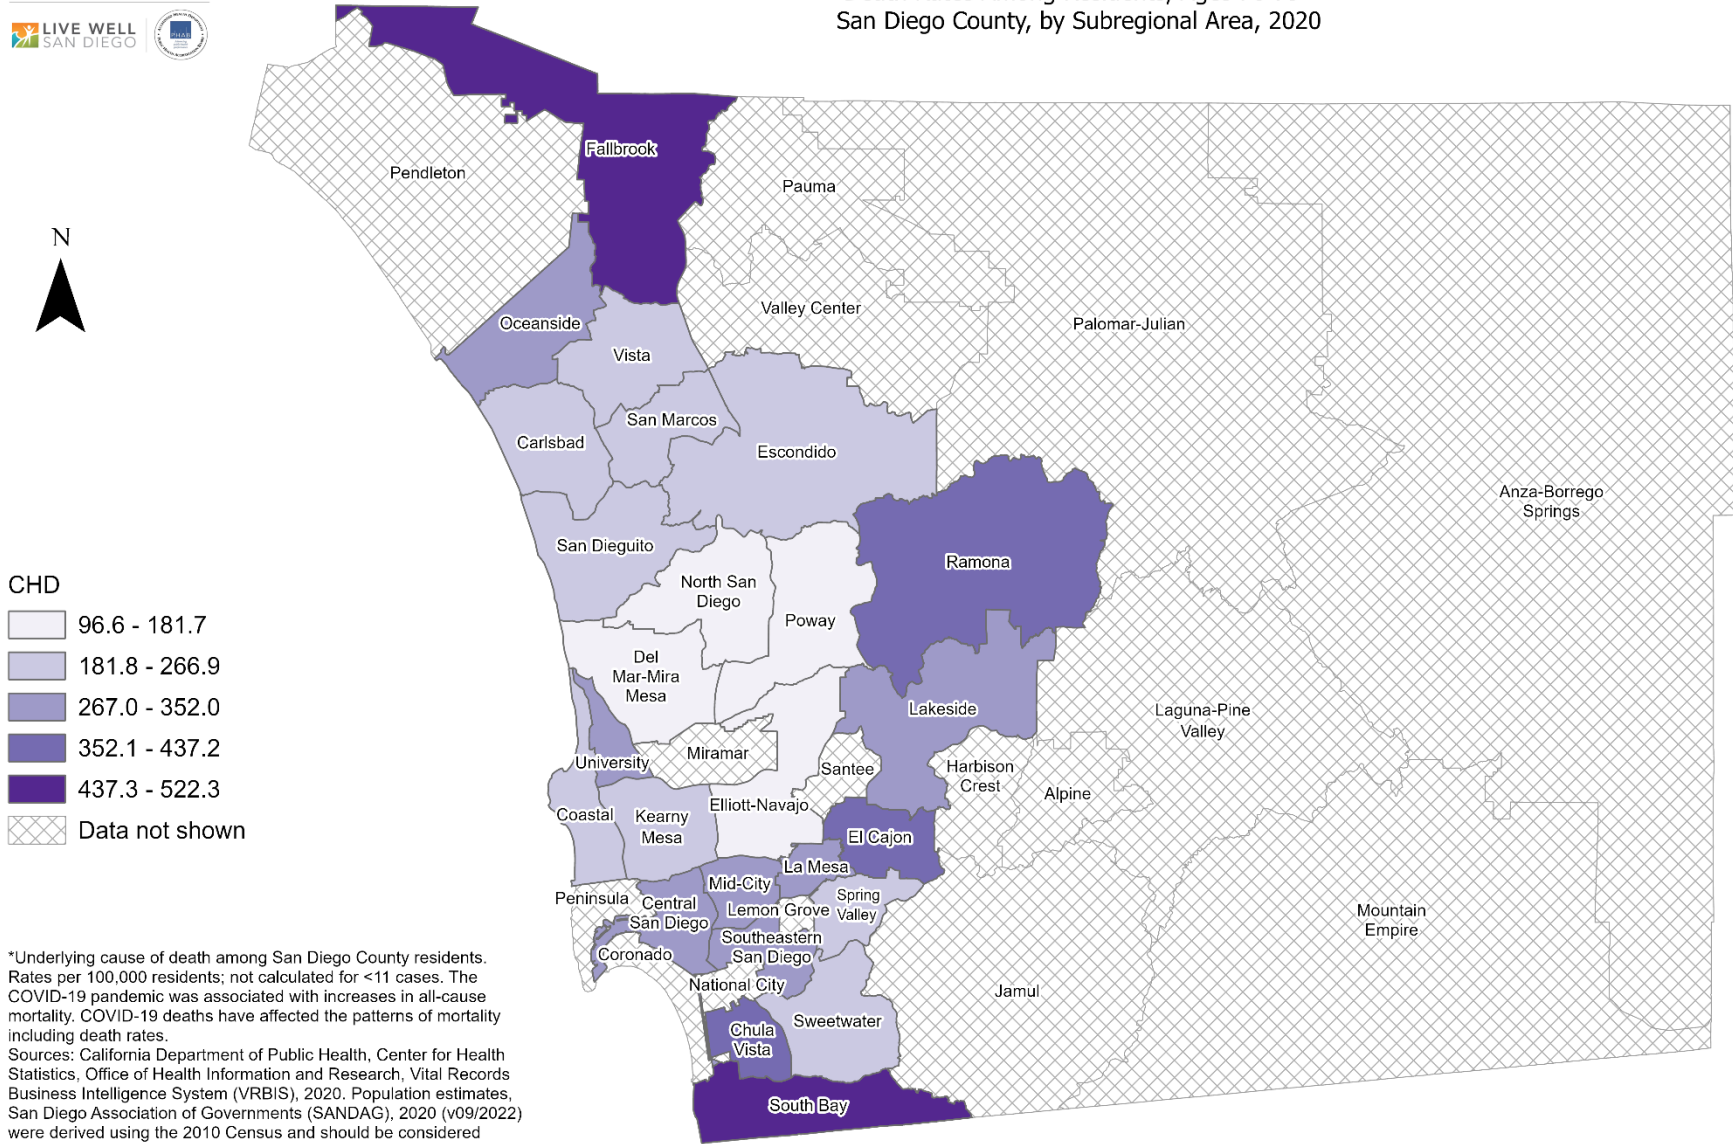 LIVE WELL
SAN DIEGO
San Diego County, by Subregional Area, 2020
Fallbrook
Pendleton
Pauma
N
Valley Center
Oceanside
Palomar-Julian
Vista
San Marcos
Carlsbad
Escondido
Anza-Borrego
Springs
San Dieguito
Ramona
North San
Diego
Poway
Del
Mar-Mira
Mesa
Lakeside
Laguna-Pine
Valley
Miramar
University
Santee
Harbison
Crest
Alpine
Elliott-Navajo
Coastal
Kearny
Mesa
El Cajon
La Mesa
Mid-City
Peninsula
Central
San Diego
Lemon Grove
Spring
Valley
Mountain
Empire
Southeastern
San Diego
Coronado
National City
Jamul
Sweetwater
Chula
Vista
South Bay
CHD
96.6 - 181.7
181.8 - 266.9
267.0 - 352.0
352.1 - 437.2
437.3 - 522.3
Data not shown
*Underlying cause of death among San Diego County residents.
Rates per 100,000 residents; not calculated for <11 cases. The
COVID-19 pandemic was associated with increases in all-cause
mortality. COVID-19 deaths have affected the patterns of mortality
including death rates.
Sources: California Department of Public Health, Center for Health
Statistics, Office of Health Information and Research, Vital Records
Business Intelligence System (VRBIS), 2020. Population estimates,
San Diego Association of Governments (SANDAG), 2020 (v09/2022)
were derived using the 2010 Census and should be considered